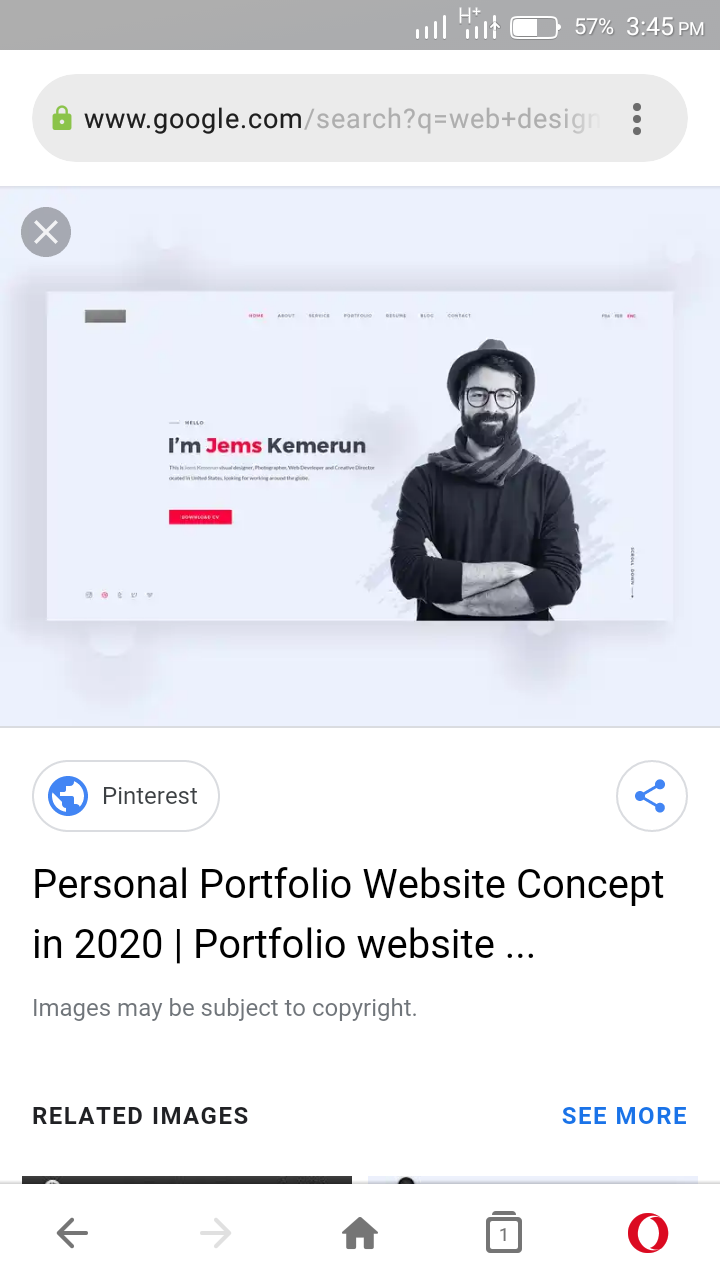 H+ 57% 3:45 PM
www.google.com/search?q=web+design
HOME ABOUT SERVICE PORTFOLIO RESUME BLOG CONTACT
HELLO
I'm Jems Kemerun
This is Jems Kemerun visual designer, Photographer, Web Developer and Creative Director
located in United States, looking for working around the globe.
DOWNLOAD CV
SCROLL DOWN
Pinterest
Personal Portfolio Website Concept
in 2020 | Portfolio website ...
Images may be subject to copyright.
RELATED IMAGES SEE MORE
1